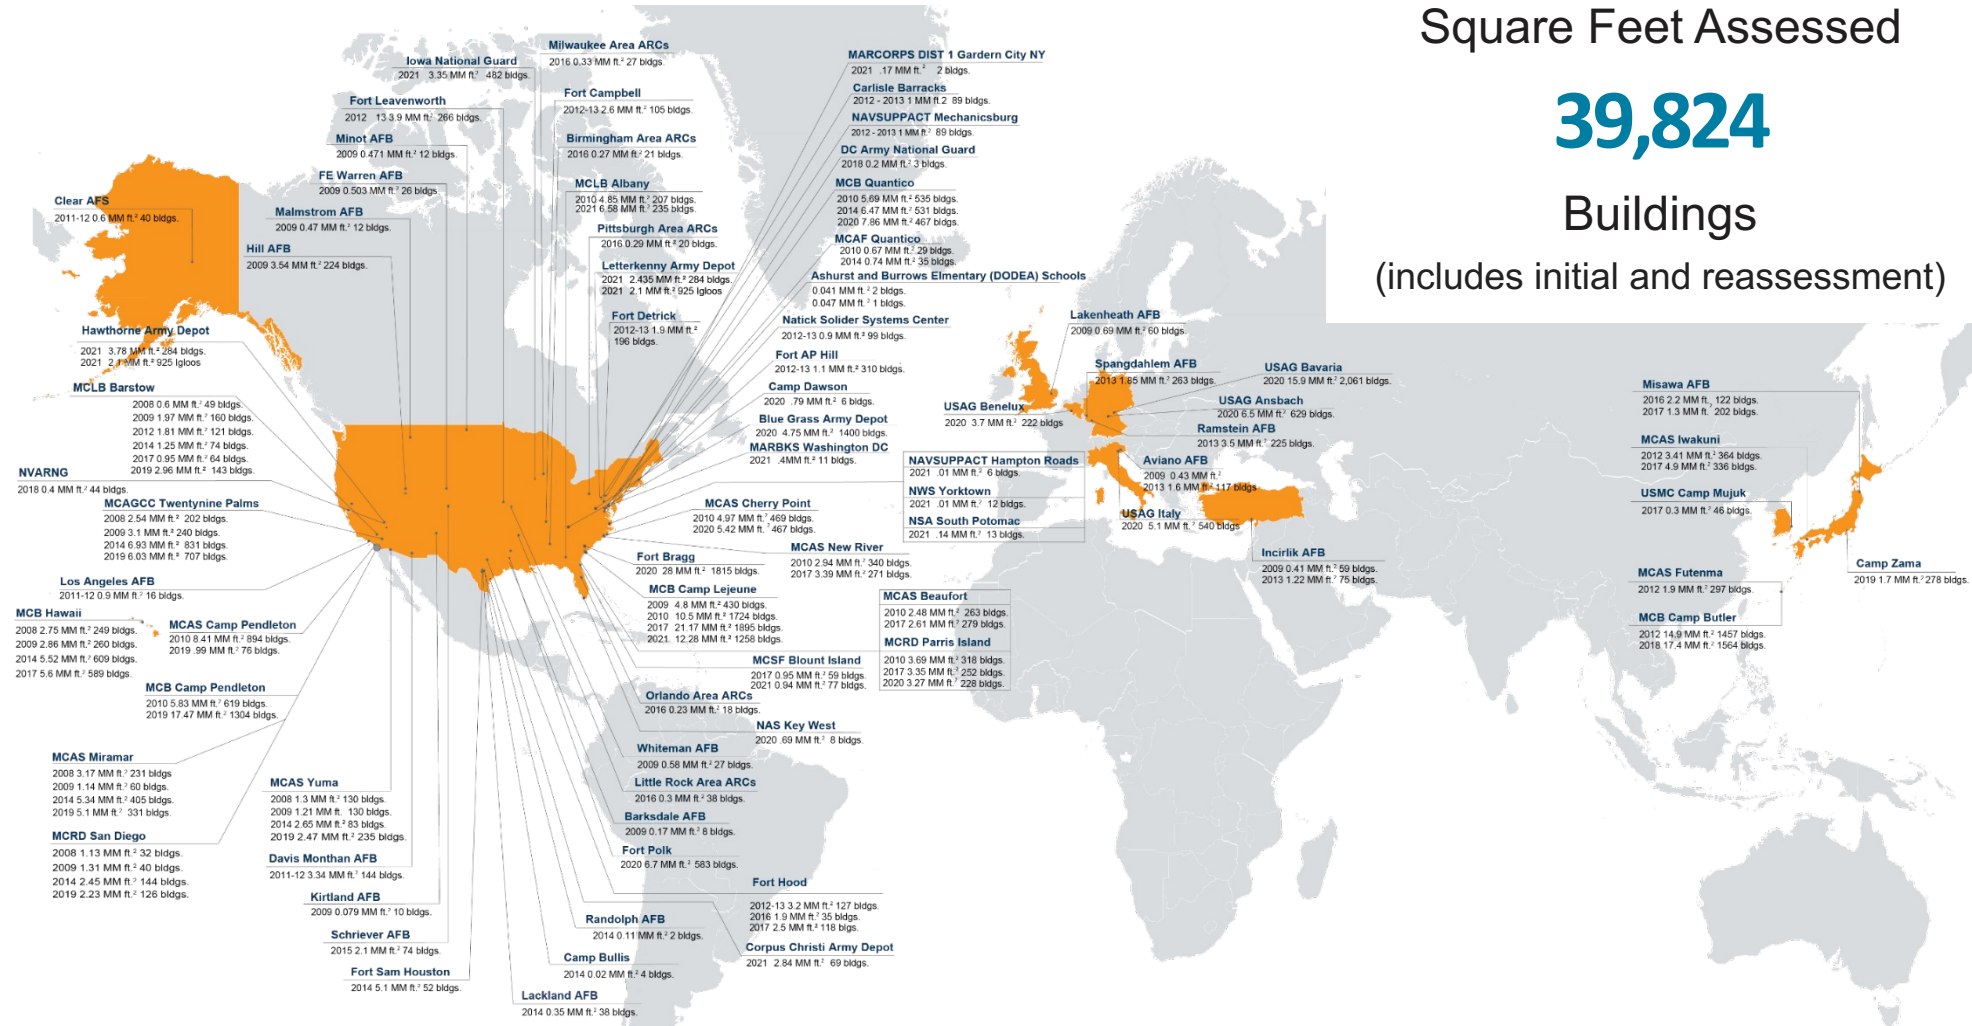 Square Feet Assessed
39,824
Buildings
(includes initial and reassessment)
Milwaukee Area ARCs
2016 0.33 MM ft.² 27 bldgs.
Iowa National Guard
2021 3.35 MM ft.² 482 bldgs.
Fort Leavenworth
2012 13 3.9 MM ft.² 266 bldgs.
Fort Campbell
2012-13 2.6 MM ft.² 105 bldgs.
Minot AFB
2009 0.471 MM ft.² 12 bldgs.
Birmingham Area ARCs
2016 0.27 MM ft.² 21 bldgs.
FE Warren AFB
2009 0.503 MM ft.² 26 bldgs.
MCLB Albany
2010 4.85 MM ft.² 207 bldgs.
2021 6.58 MM ft.² 235 bldgs.
Clear AFS
2011-12 0.6 MM ft.² 40 bldgs.
Malmstrom AFB
2009 0.47 MM ft.² 12 bldgs.
Pittsburgh Area ARCs
2016 0.29 MM ft.² 20 bldgs.
Hill AFB
2009 3.54 MM ft.² 224 bldgs.
Letterkenny Army Depot
2021 2.435 MM ft.² 284 bldgs.
2021 2.1 MM ft.² 925 Igloos
Fort Detrick
2012-13 1.9 MM ft.²
196 bldgs.
MARCORPS DIST 1 Gardern City NY
2021 .17 MM ft.² 2 bldgs.
Carlisle Barracks
2012 - 2013 1 MM ft.2 89 bldgs.
NAVSUPPACT Mechanicsburg
2012 - 2013 1 MM ft.² 89 bldgs.
DC Army National Guard
2018 0.2 MM ft.² 3 bldgs.
MCB Quantico
2010 5.69 MM ft.² 535 bldgs.
2014 6.47 MM ft.² 531 bldgs.
2020 7.86 MM ft.² 467 bldgs.
MCAF Quantico
2010 0.67 MM ft.² 29 bldgs.
2014 0.74 MM ft.² 35 bldgs.
Ashurst and Burrows Elmentary (DODEA) Schools
0.041 MM ft.² 2 bldgs.
0.047 MM ft.² 1 bldgs.
Natick Solider Systems Center
2012-13 0.9 MM ft.² 99 bldgs.
Fort AP Hill
2012-13 1.1 MM ft.² 310 bldgs.
Camp Dawson
2020 .79 MM ft.² 6 bldgs.
Blue Grass Army Depot
2020 4.75 MM ft.² 1400 bldgs.
MARBKS Washington DC
2021 .4MM ft.² 11 bldgs.
Hawthorne Army Depot
2021 3.78 MM ft.² 284 bldgs.
2021 2.1 MM ft.² 925 Igloos
MCLB Barstow
2008 0.6 MM ft.² 49 bldgs.
2009 1.97 MM ft.² 160 bldgs.
2012 1.81 MM ft.² 121 bldgs.
2014 1.25 MM ft.² 74 bldgs.
2017 0.95 MM ft.² 64 bldgs.
2019 2.96 MM ft.² 143 bldgs.
NVARNG
2018 0.4 MM ft.² 44 bldgs.
MCAGCC Twentynine Palms
2008 2.54 MM ft.² 202 bldgs.
2009 3.1 MM ft.² 240 bldgs.
2014 6.93 MM ft.² 831 bldgs.
2019 6.03 MM ft.² 707 bldgs.
Los Angeles AFB
2011-12 0.9 MM ft.² 16 bldgs.
MCB Hawaii
2008 2.75 MM ft.² 249 bldgs.
2009 2.86 MM ft.² 260 bldgs.
2014 5.52 MM ft.² 609 bldgs.
2017 5.6 MM ft.² 589 bldgs.
MCAS Camp Pendleton
2010 8.41 MM ft.² 894 bldgs.
2019 .99 MM ft.² 76 bldgs.
MCB Camp Pendleton
2010 5.83 MM ft.² 619 bldgs.
2019 17.47 MM ft.² 1304 bldgs.
MCAS Miramar
2008 3.17 MM ft.² 231 bldgs
2009 1.14 MM ft.² 60 bldgs.
2014 5.34 MM ft.² 405 bldgs.
2019 5.1 MM ft.² 331 bldgs.
MCRD San Diego
2008 1.13 MM ft.² 32 bldgs.
2009 1.31 MM ft.² 40 bldgs.
2014 2.45 MM ft.² 144 bldgs.
2019 2.23 MM ft.² 126 bldgs.
MCAS Yuma
2008 1.3 MM ft.² 130 bldgs.
2009 1.21 MM ft. 130 bldgs.
2014 2.65 MM ft.² 83 bldgs.
2019 2.47 MM ft.² 235 bldgs.
Davis Monthan AFB
2011-12 3.34 MM ft.² 144 bldgs.
Kirtland AFB
2009 0.079 MM ft.² 10 bldgs.
Schriever AFB
2015 2.1 MM ft.² 74 bldgs.
Fort Sam Houston
2014 5.1 MM ft.² 52 bldgs.
MCAS Cherry Point
2010 4.97 MM ft.² 469 bldgs.
2020 5.42 MM ft.² 467 bldgs.
MCAS New River
2010 2.94 MM ft.² 340 bldgs.
2017 3.39 MM ft.² 271 bldgs.
Fort Bragg
2020 28 MM ft.² 1815 bldgs.
MCB Camp Lejeune
2009 4.8 MM ft.² 430 bldgs.
2010 10.5 MM ft.² 1724 bldgs.
2017 21.17 MM ft.² 1895 bldgs.
2021. 12.28 MM ft.² 1258 bldgs.
MCAS Beaufort
2010 2.48 MM ft.² 263 bldgs.
2017 2.61 MM ft.² 279 bldgs.
MCRD Parris Island
2010 3.69 MM ft.² 318 bldgs.
2017 3.35 MM ft.² 252 bldgs.
2020 3.27 MM ft.² 228 bldgs.
MCSF Blount Island
2017 0.95 MM ft.² 59 bldgs.
2021 0.94 MM ft.² 77 bldgs.
Orlando Area ARCs
2016 0.23 MM ft.² 18 bldgs.
NAS Key West
2020 .69 MM ft.² 8 bldgs.
Whiteman AFB
2009 0.58 MM ft.² 27 bldgs.
Little Rock Area ARCs
2016 0.3 MM ft.² 38 bldgs.
Barksdale AFB
2009 0.17 MM ft.² 8 bldgs.
Fort Polk
2020 6.7 MM ft.² 583 bldgs.
Fort Hood
2012-13 3.2 MM ft.² 127 bldgs.
2016 1.9 MM ft.² 35 bldgs.
2017 2.5 MM ft.² 118 blgs.
Randolph AFB
2014 0.11 MM ft.² 2 bldgs.
Corpus Christi Army Depot
2021 2.84 MM ft.² 69 bldgs.
Camp Bullis
2014 0.02 MM ft.² 4 bldgs.
Lackland AFB
2014 0.35 MM ft.² 38 bldgs.
NAVSUPPACT Hampton Roads
2021 .01 MM ft.² 6 bldgs.
NWS Yorktown
2021 .01 MM ft.² 12 bldgs.
NSA South Potomac
2021 .14 MM ft.² 13 bldgs.
Lakenheath AFB
2009 0.69 MM ft.² 60 bldgs.
Spangdahlem AFB
2013 1.85 MM ft.² 263 bldgs.
USAG Bavaria
2020 15.9 MM ft.² 2,061 bldgs.
USAG Benelux
2020 3.7 MM ft.² 222 bldgs
USAG Ansbach
2020 6.5 MM ft.² 629 bldgs.
Ramstein AFB
2013 3.5 MM ft.² 225 bldgs.
Aviano AFB
2009 0.43 MM ft.²
2013 1.6 MM ft.² 117 bldgs
USAG Italy
2020 5.1 MM ft.² 540 bldgs
Incirlik AFB
2009 0.41 MM ft.² 59 bldgs.
2013 1.22 MM ft.² 75 bldgs.
Misawa AFB
2016 2.2 MM ft.² 122 bldgs.
2017 1.3 MM ft.² 202 bldgs.
MCAS Iwakuni
2012 3.41 MM ft.² 364 bldgs.
2017 4.9 MM ft.² 336 bldgs.
USMC Camp Mujuk
2017 0.3 MM ft.² 46 bldgs.
Camp Zama
2019 1.7 MM ft.² 278 bldgs.
MCAS Futenma
2012 1.9 MM ft.² 297 bldgs.
MCB Camp Butler
2012 14.9 MM ft.² 1457 bldgs.
2018 17.4 MM ft.² 1564 bldgs.